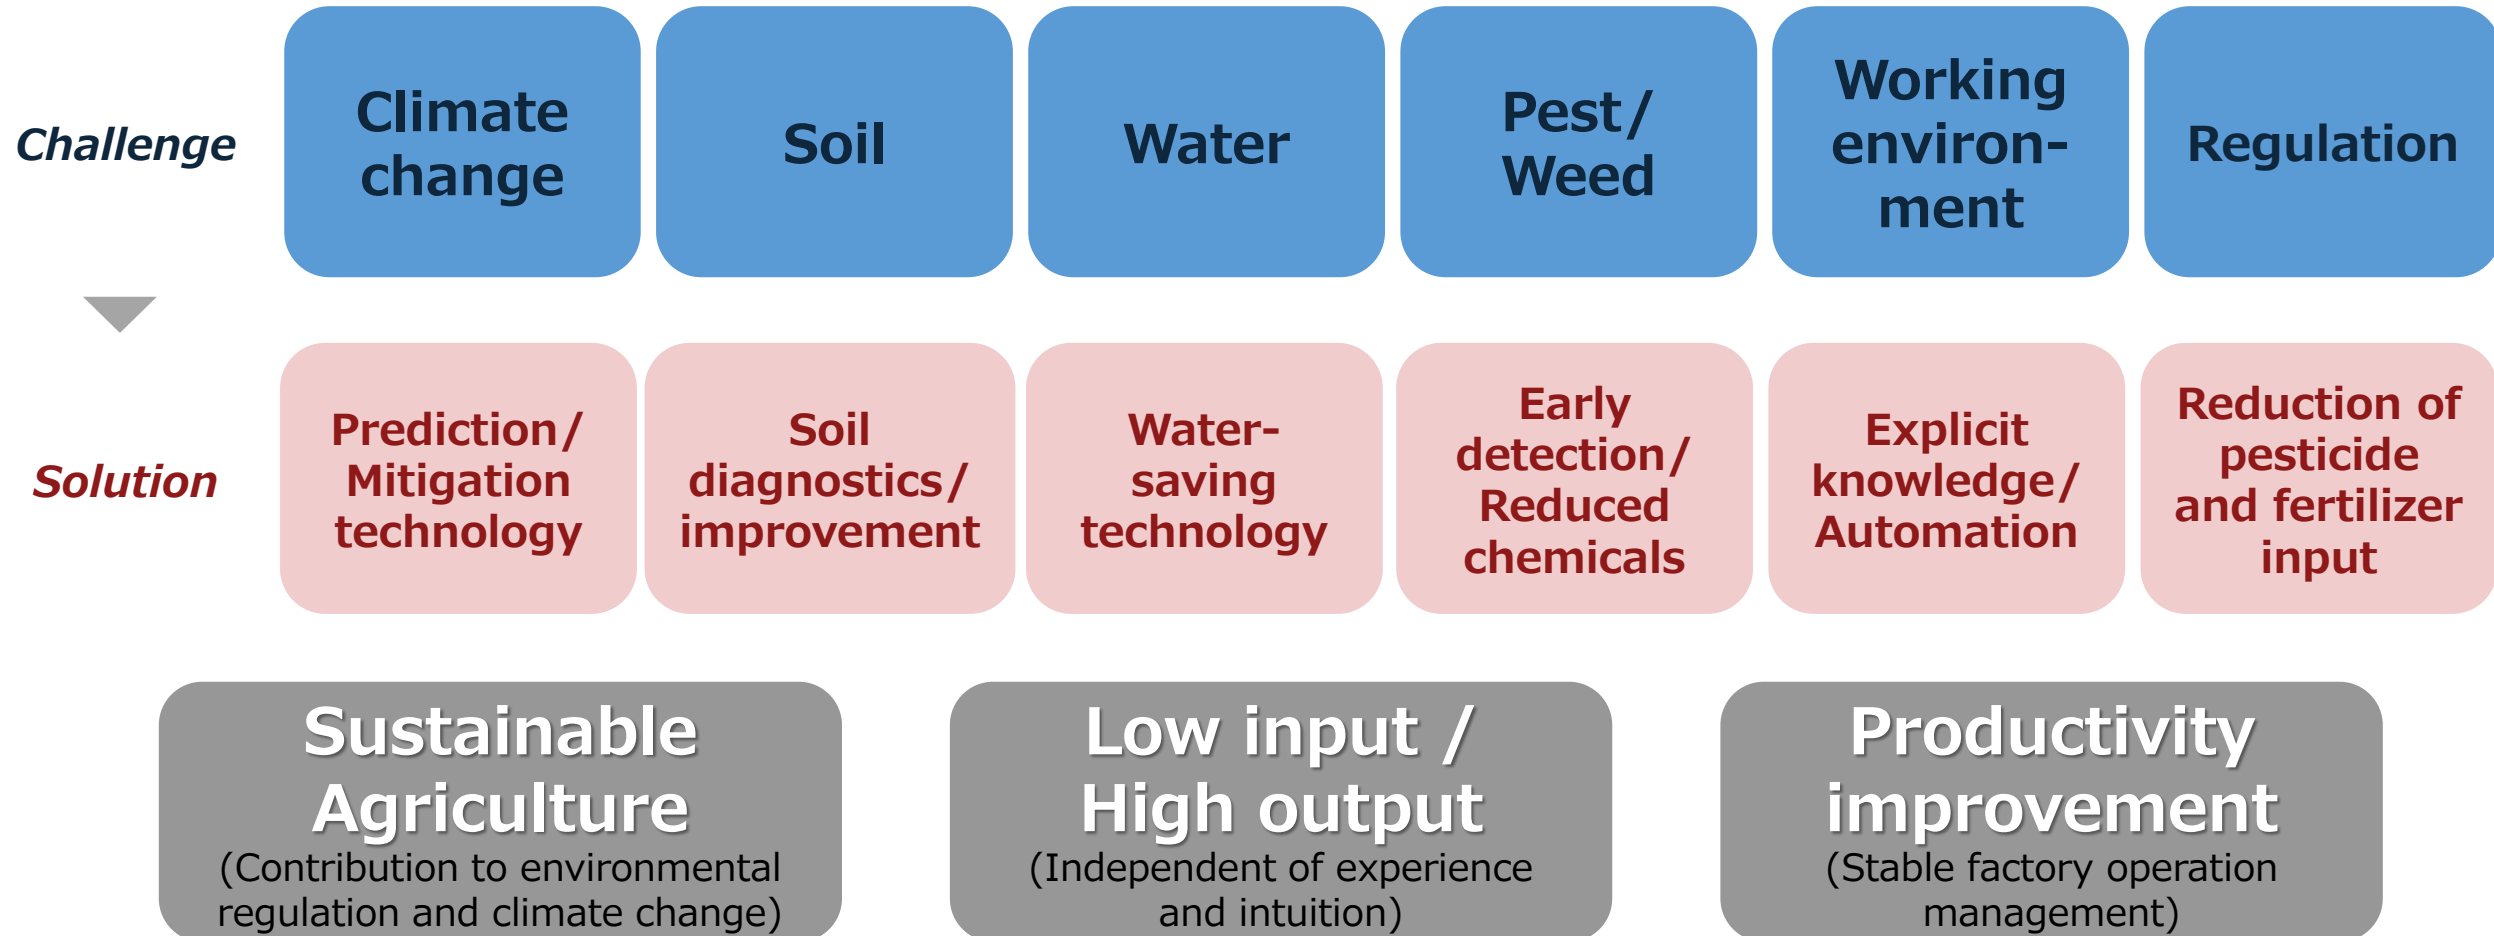 Challenge
Climate
change
Soil
Water
Pest/
Weed
Working
environ-
ment
Regulation
Solution
Prediction/
Mitigation
technology
Soil
diagnostics/
improvement
Water-
saving
technology
Early
detection/
Reduced
chemicals
Explicit
knowledge/
Automation
Reduction of
pesticide
and fertilizer
input
Sustainable
Agriculture
(Contribution to environmental
regulation and climate change)
Low input /
High output
(Independent of experience
and intuition)
Productivity
improvement
(Stable factory operation
management)